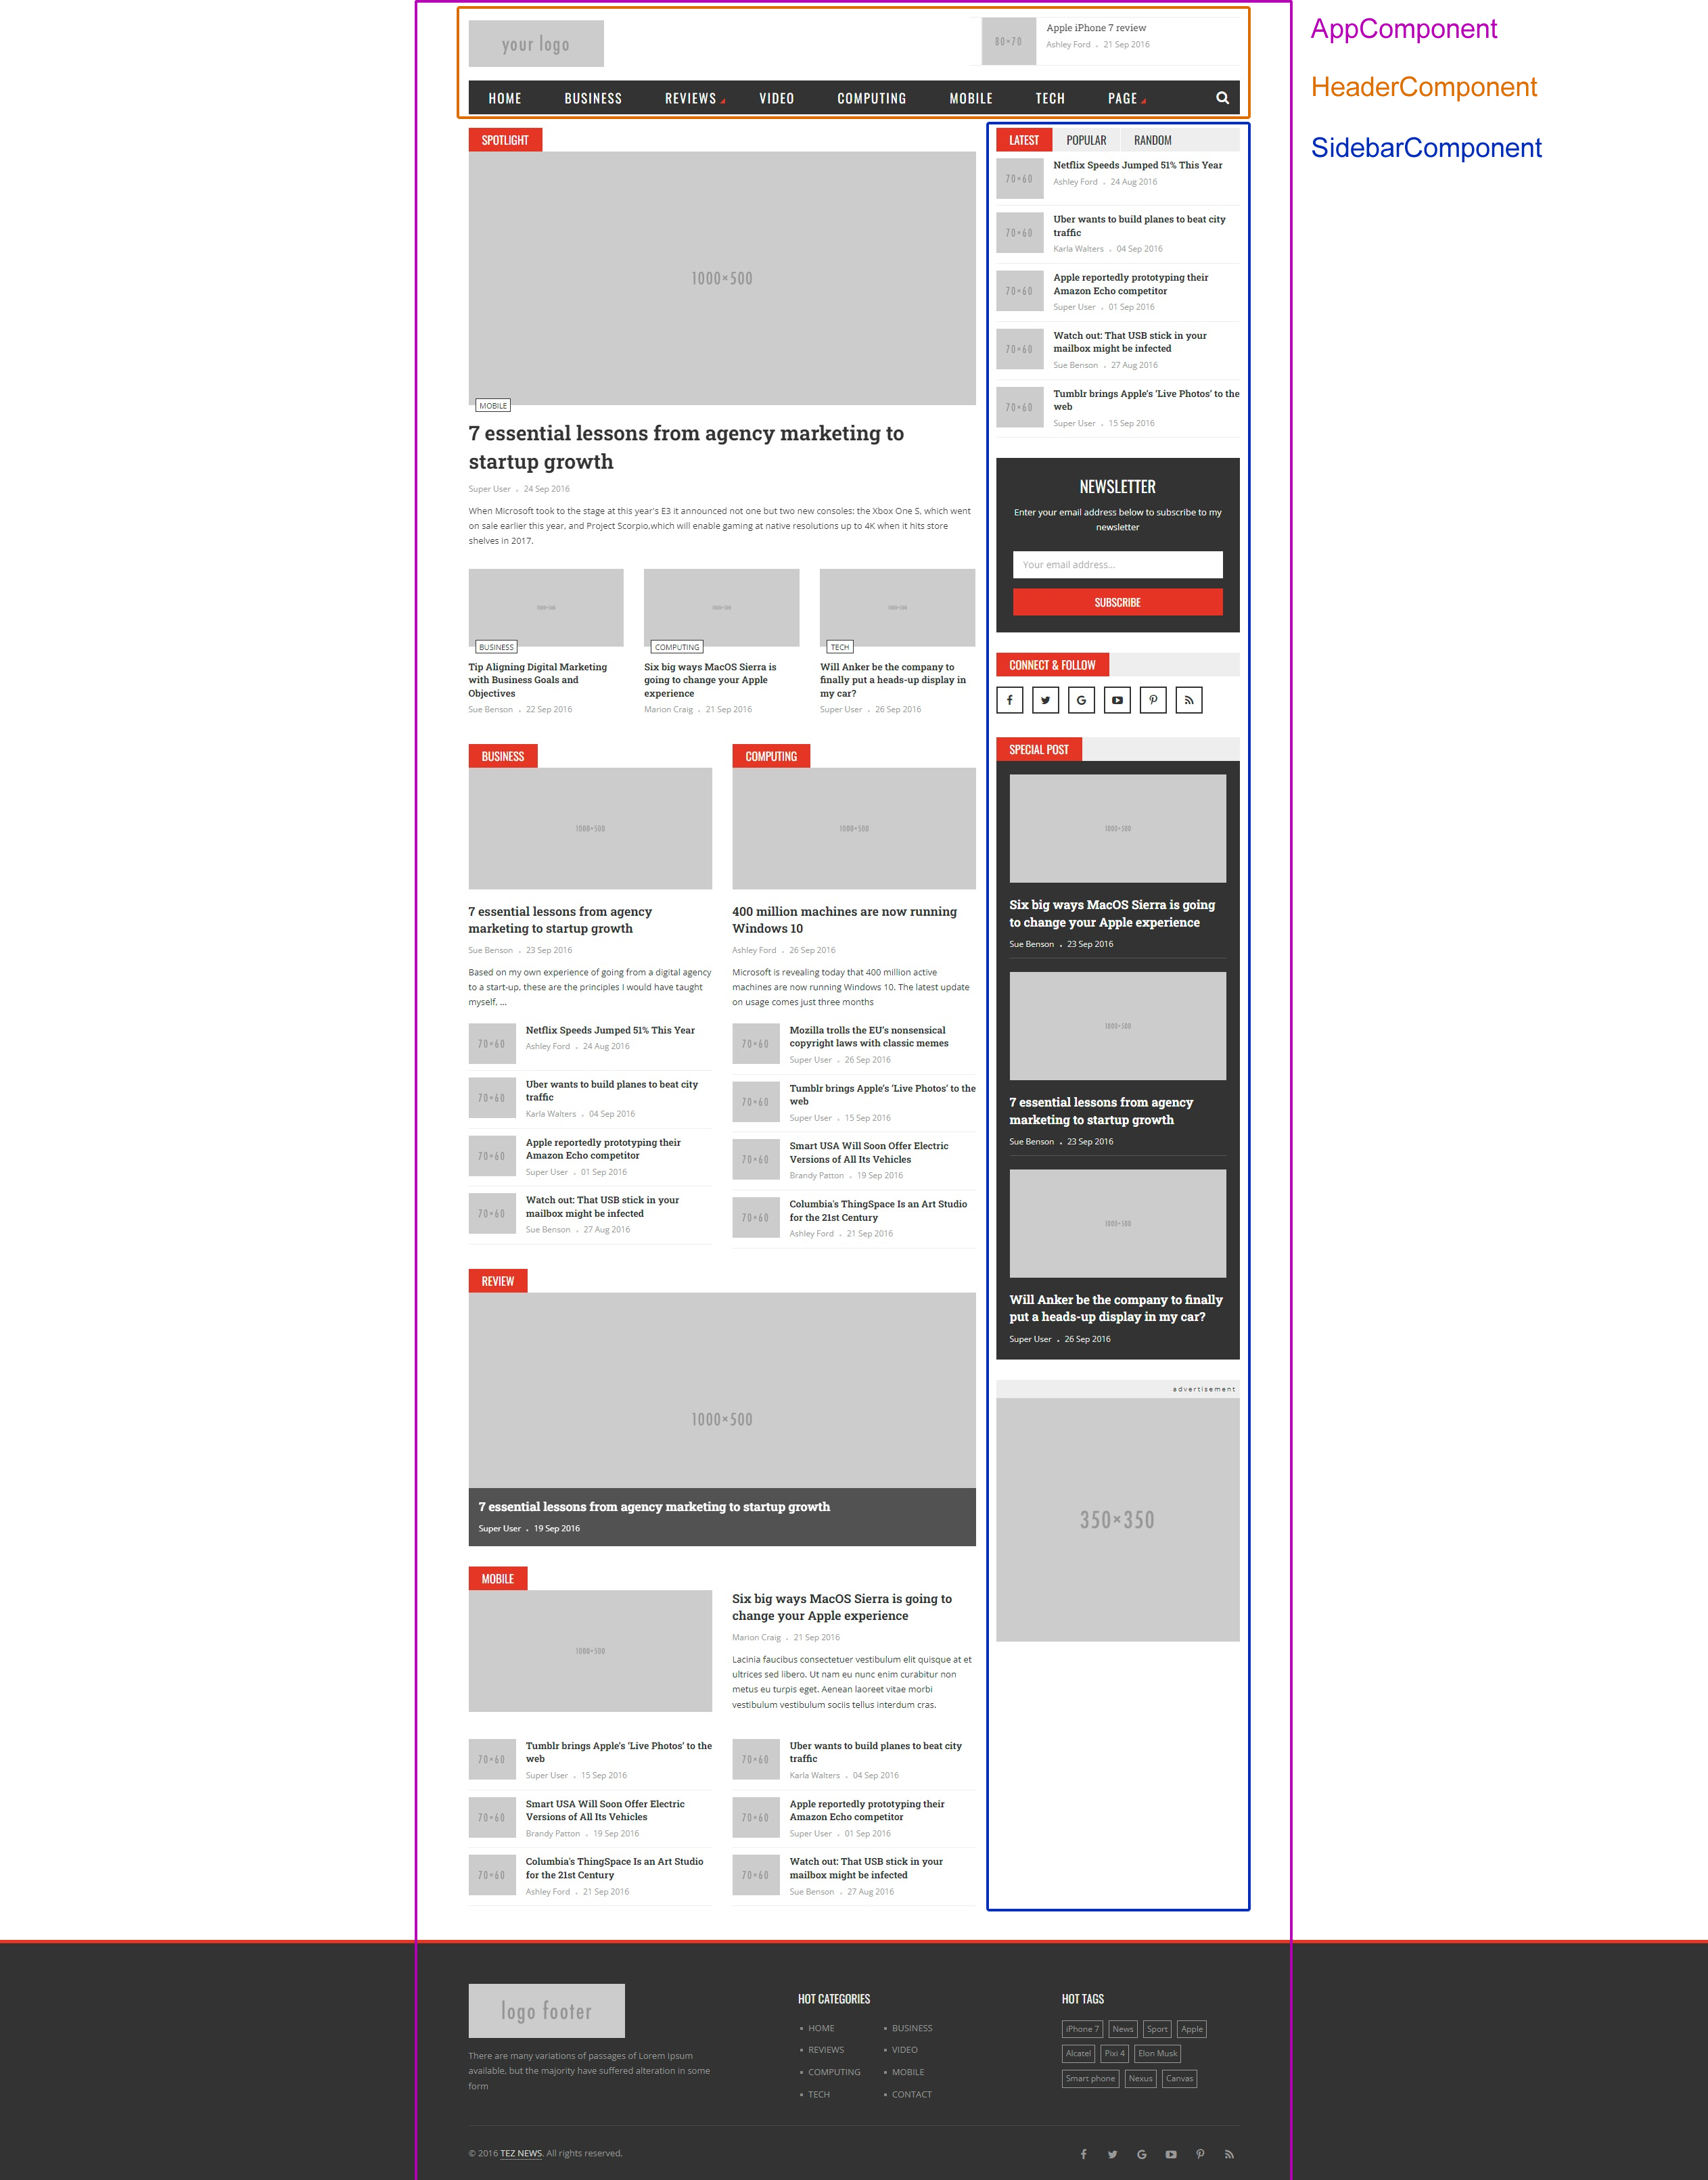 AppComponent
HeaderComponent
SidebarComponent
your logo
80×70
Apple iPhone 7 review
Ashley Ford • 21 Sep 2016
HOME BUSINESS REVIEWS VIDEO COMPUTING MOBILE TECH PAGE
SPOTLIGHT
1000×500
MOBILE
7 essential lessons from agency marketing to
startup growth
Super User • 24 Sep 2016
When Microsoft took to the stage at this year's E3 it announced not one but two new consoles: the Xbox One S, which went
on sale earlier this year, and Project Scorpio,which will enable gaming at native resolutions up to 4K when it hits store
shelves in 2017.
1000×500
BUSINESS
Tip Aligning Digital Marketing
with Business Goals and
Objectives
Sue Benson • 22 Sep 2016
1000×500
COMPUTING
Six big ways MacOS Sierra is
going to change your Apple
experience
Marion Craig • 21 Sep 2016
1000×500
TECH
Will Anker be the company to
finally put a heads-up display in
my car?
Super User • 26 Sep 2016
BUSINESS
1000×500
7 essential lessons from agency
marketing to startup growth
Sue Benson • 23 Sep 2016
Based on my own experience of going from a digital agency
to a start-up, these are the principles I would have taught
myself, ...
70×60
Netflix Speeds Jumped 51% This Year
Ashley Ford • 24 Aug 2016
70×60
Uber wants to build planes to beat city
traffic
Karla Walters • 04 Sep 2016
70×60
Apple reportedly prototyping their
Amazon Echo competitor
Super User • 01 Sep 2016
70×60
Watch out: That USB stick in your
mailbox might be infected
Sue Benson • 27 Aug 2016
COMPUTING
1000×500
400 million machines are now running
Windows 10
Ashley Ford • 26 Sep 2016
Microsoft is revealing today that 400 million active
machines are now running Windows 10. The latest update
on usage comes just three months
70×60
Mozilla trolls the EU's nonsensical
copyright laws with classic memes
Super User • 26 Sep 2016
70×60
Tumblr brings Apple's 'Live Photos' to the
web
Super User • 15 Sep 2016
70×60
Smart USA Will Soon Offer Electric
Versions of All Its Vehicles
Brandy Patton • 19 Sep 2016
70×60
Columbia's ThingSpace Is an Art Studio
for the 21st Century
Ashley Ford • 21 Sep 2016
REVIEW
1000×500
7 essential lessons from agency marketing to startup growth
Super User • 19 Sep 2016
MOBILE
1000×500
Six big ways MacOS Sierra is going to
change your Apple experience
Marion Craig • 21 Sep 2016
Lacinia faucibus consectetuer vestibulum elit quisque at et
ultrices sed libero. Ut nam eu nunc enim curabitur non
metus eu turpis eget. Aenean laoreet vitae morbi
vestibulum vestibulum sociis tellus interdum cras.
70×60
Tumblr brings Apple's 'Live Photos' to the
web
Super User • 15 Sep 2016
70×60
Smart USA Will Soon Offer Electric
Versions of All Its Vehicles
Brandy Patton • 19 Sep 2016
70×60
Columbia's ThingSpace Is an Art Studio
for the 21st Century
Ashley Ford • 21 Sep 2016
70×60
Uber wants to build planes to beat city
traffic
Karla Walters • 04 Sep 2016
70×60
Apple reportedly prototyping their
Amazon Echo competitor
Super User • 01 Sep 2016
70×60
Watch out: That USB stick in your
mailbox might be infected
Sue Benson • 27 Aug 2016
LATEST POPULAR RANDOM
70×60
Netflix Speeds Jumped 51% This Year
Ashley Ford • 24 Aug 2016
70×60
Uber wants to build planes to beat city
traffic
Karla Walters • 04 Sep 2016
70×60
Apple reportedly prototyping their
Amazon Echo competitor
Super User • 01 Sep 2016
70×60
Watch out: That USB stick in your
mailbox might be infected
Sue Benson • 27 Aug 2016
70×60
Tumblr brings Apple's 'Live Photos' to the
web
Super User • 15 Sep 2016
NEWSLETTER
Enter your email address below to subscribe to my
newsletter
Your email address...
SUBSCRIBE
CONNECT & FOLLOW
SPECIAL POST
1000×500
Six big ways MacOS Sierra is going
to change your Apple experience
Sue Benson • 23 Sep 2016
1000×500
7 essential lessons from agency
marketing to startup growth
Sue Benson • 23 Sep 2016
1000×500
Will Anker be the company to finally
put a heads-up display in my car?
Super User • 26 Sep 2016
advertisement
350×350
logo footer
There are many variations of passages of Lorem Ipsum
available, but the majority have suffered alteration in some
form
HOT CATEGORIES
HOME BUSINESS
REVIEWS VIDEO
COMPUTING MOBILE
TECH CONTACT
HOT TAGS
iPhone 7 News Sport Apple
Alcatel Pixi 4 Elon Musk
Smart phone Nexus Canvas
© 2016 TEZ NEWS. All rights reserved.